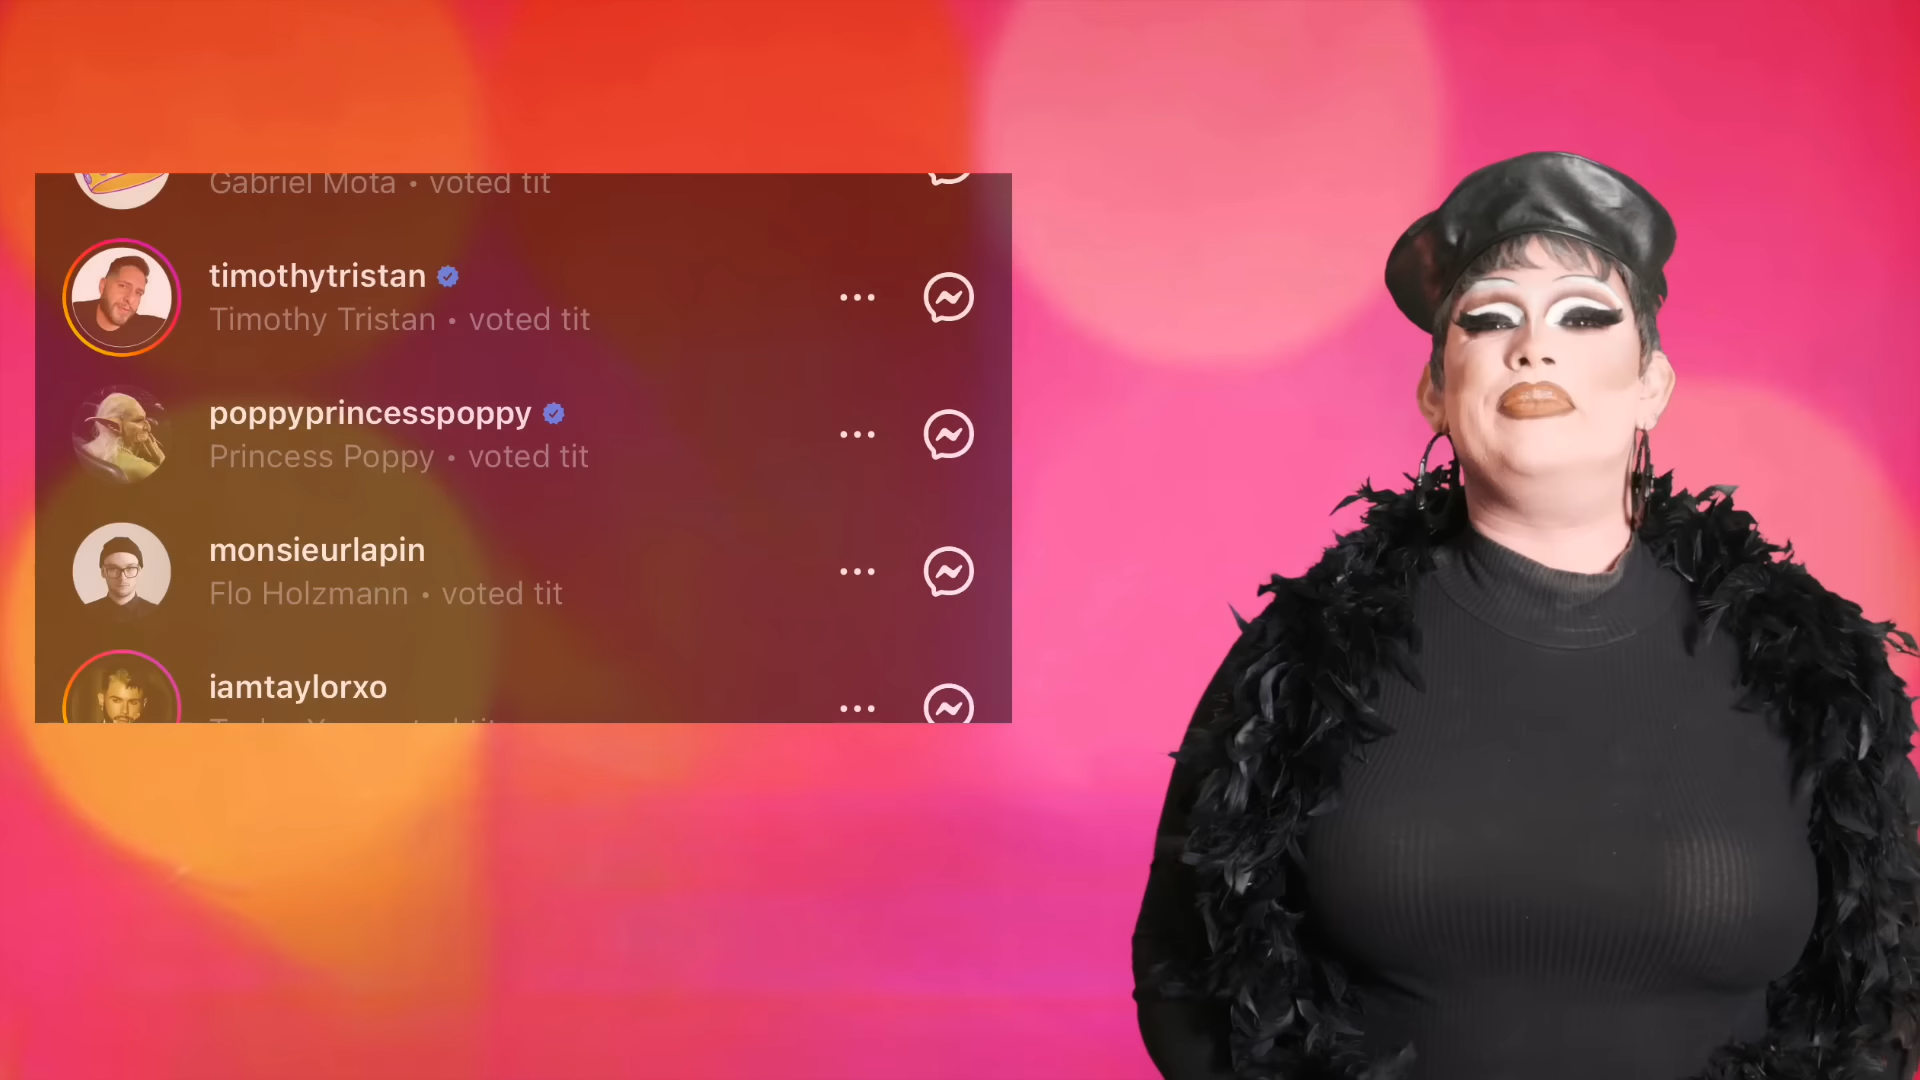 Gabriel Mota • voted tit
timothytristan
Timothy Tristan • voted tit
poppyprincesspoppy
Princess Poppy • voted tit
monsieurlapin
Flo Holzmann • voted tit
iamtaylorxo